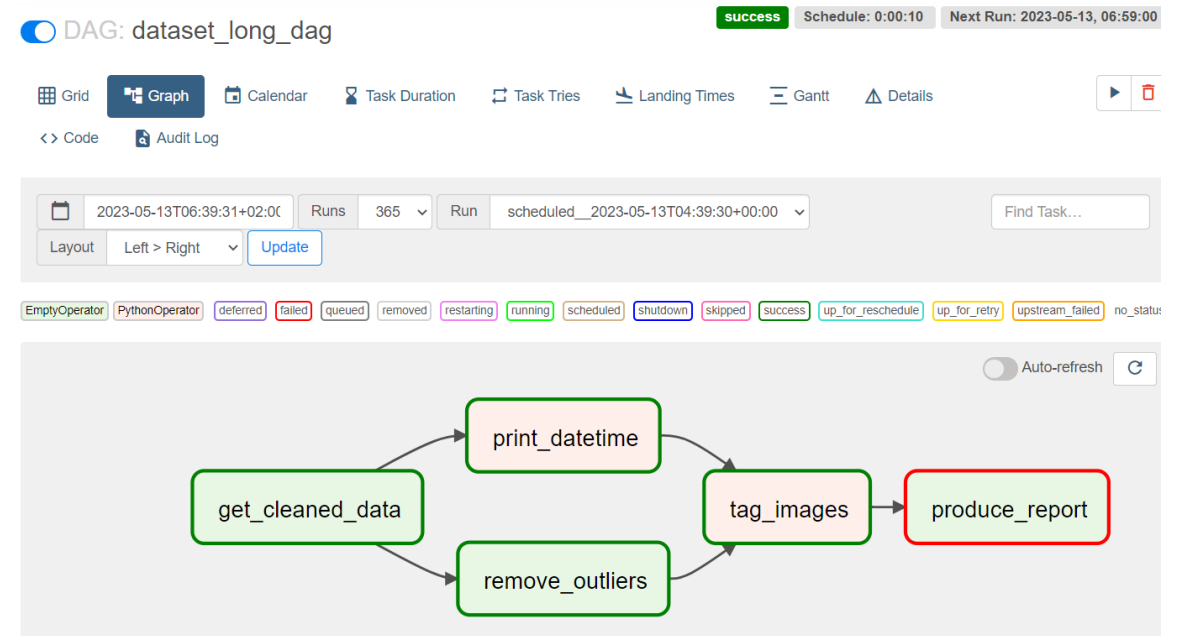 DAG: dataset_long_dag
success Schedule: 0:00:10 Next Run: 2023-05-13, 06:59:00
Grid Graph Calendar Task Duration Task Tries Landing Times Gantt Details
<> Code Audit Log
2023-05-13T06:39:31+02:00 Runs 365 Run scheduled__2023-05-13T04:39:30+00:00 Find Task...
Layout Left > Right Update
EmptyOperator PythonOperator deferred failed queued removed restarting running scheduled shutdown skipped success up_for_reschedule up_for_retry upstream_failed no_status
Auto-refresh
print_datetime
get_cleaned_data tag_images produce_report
remove_outliers